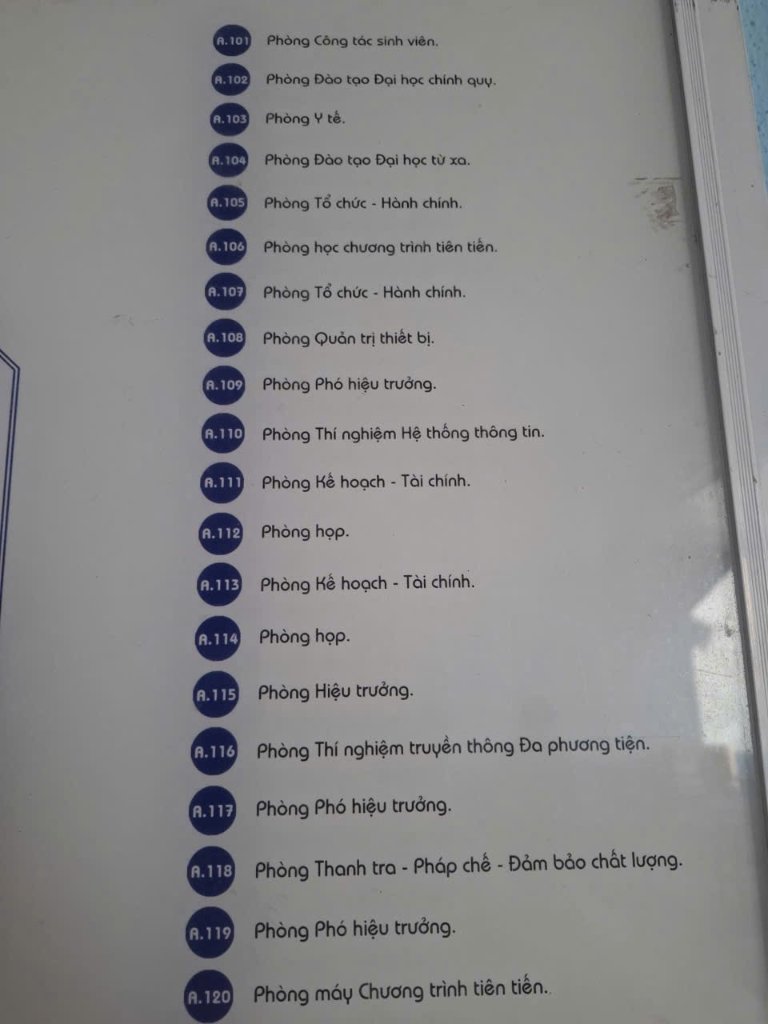 A.101 Phòng Công tác sinh viên.
A.102 Phòng Đào tạo Đại học chính quy.
A.103 Phòng Y tế.
A.104 Phòng Đào tạo Đại học từ xa.
A.105 Phòng Tổ chức - Hành chính.
A.106 Phòng học chương trình tiên tiến.
A.107 Phòng Tổ chức - Hành chính.
A.108 Phòng Quản trị thiết bị.
A.109 Phòng Phó hiệu trưởng.
A.110 Phòng Thí nghiệm Hệ thống thông tin.
A.111 Phòng Kế hoạch - Tài chính.
A.112 Phòng họp.
A.113 Phòng Kế hoạch - Tài chính.
A.114 Phòng họp.
A.115 Phòng Hiệu trưởng.
A.116 Phòng Thí nghiệm truyền thông Đa phương tiện.
A.117 Phòng Phó hiệu trưởng.
A.118 Phòng Thanh tra - Pháp chế - Đảm bảo chất lượng.
A.119 Phòng Phó hiệu trưởng.
A.120 Phòng máy Chương trình tiên tiến.